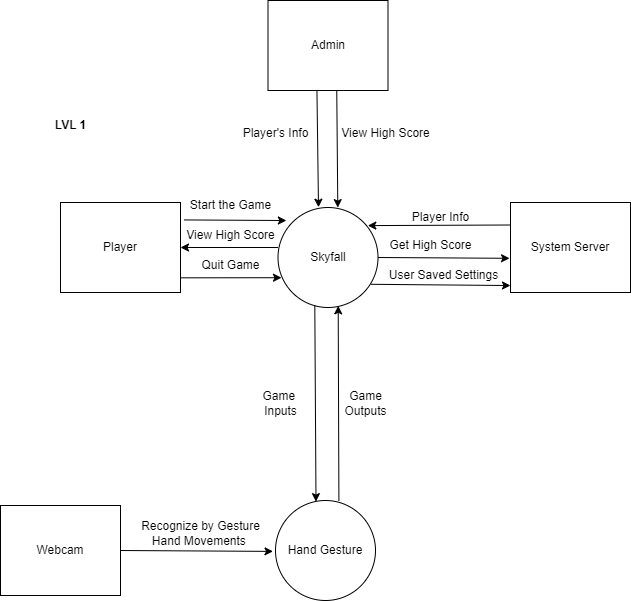 Admin
LVL 1
Player's Info
View High Score
Start the Game
Player Info
View High Score
Get High Score
Player
Skyfall
System Server
Quit Game
User Saved Settings
Game
Inputs
Game
Outputs
Recognize by Gesture
Hand Movements
Webcam
Hand Gesture